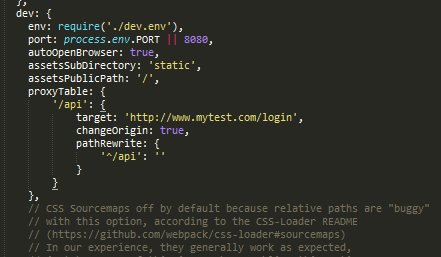 },
dev: {
env: require('./dev.env'),
port: process.env.PORT || 8080,
autoOpenBrowser: true,
assetsSubDirectory: 'static',
assetsPublicPath: '/',
proxyTable: {
'/api': {
target: 'http://www.mytest.com/login',
changeOrigin: true,
pathRewrite: {
'^/api': ''
}
}
},
// CSS Sourcemaps off by default because relative paths are "buggy"
// with this option, according to the CSS-Loader README
// (https://github.com/webpack/css-loader#sourcemaps)
// In our experience, they generally work as expected,